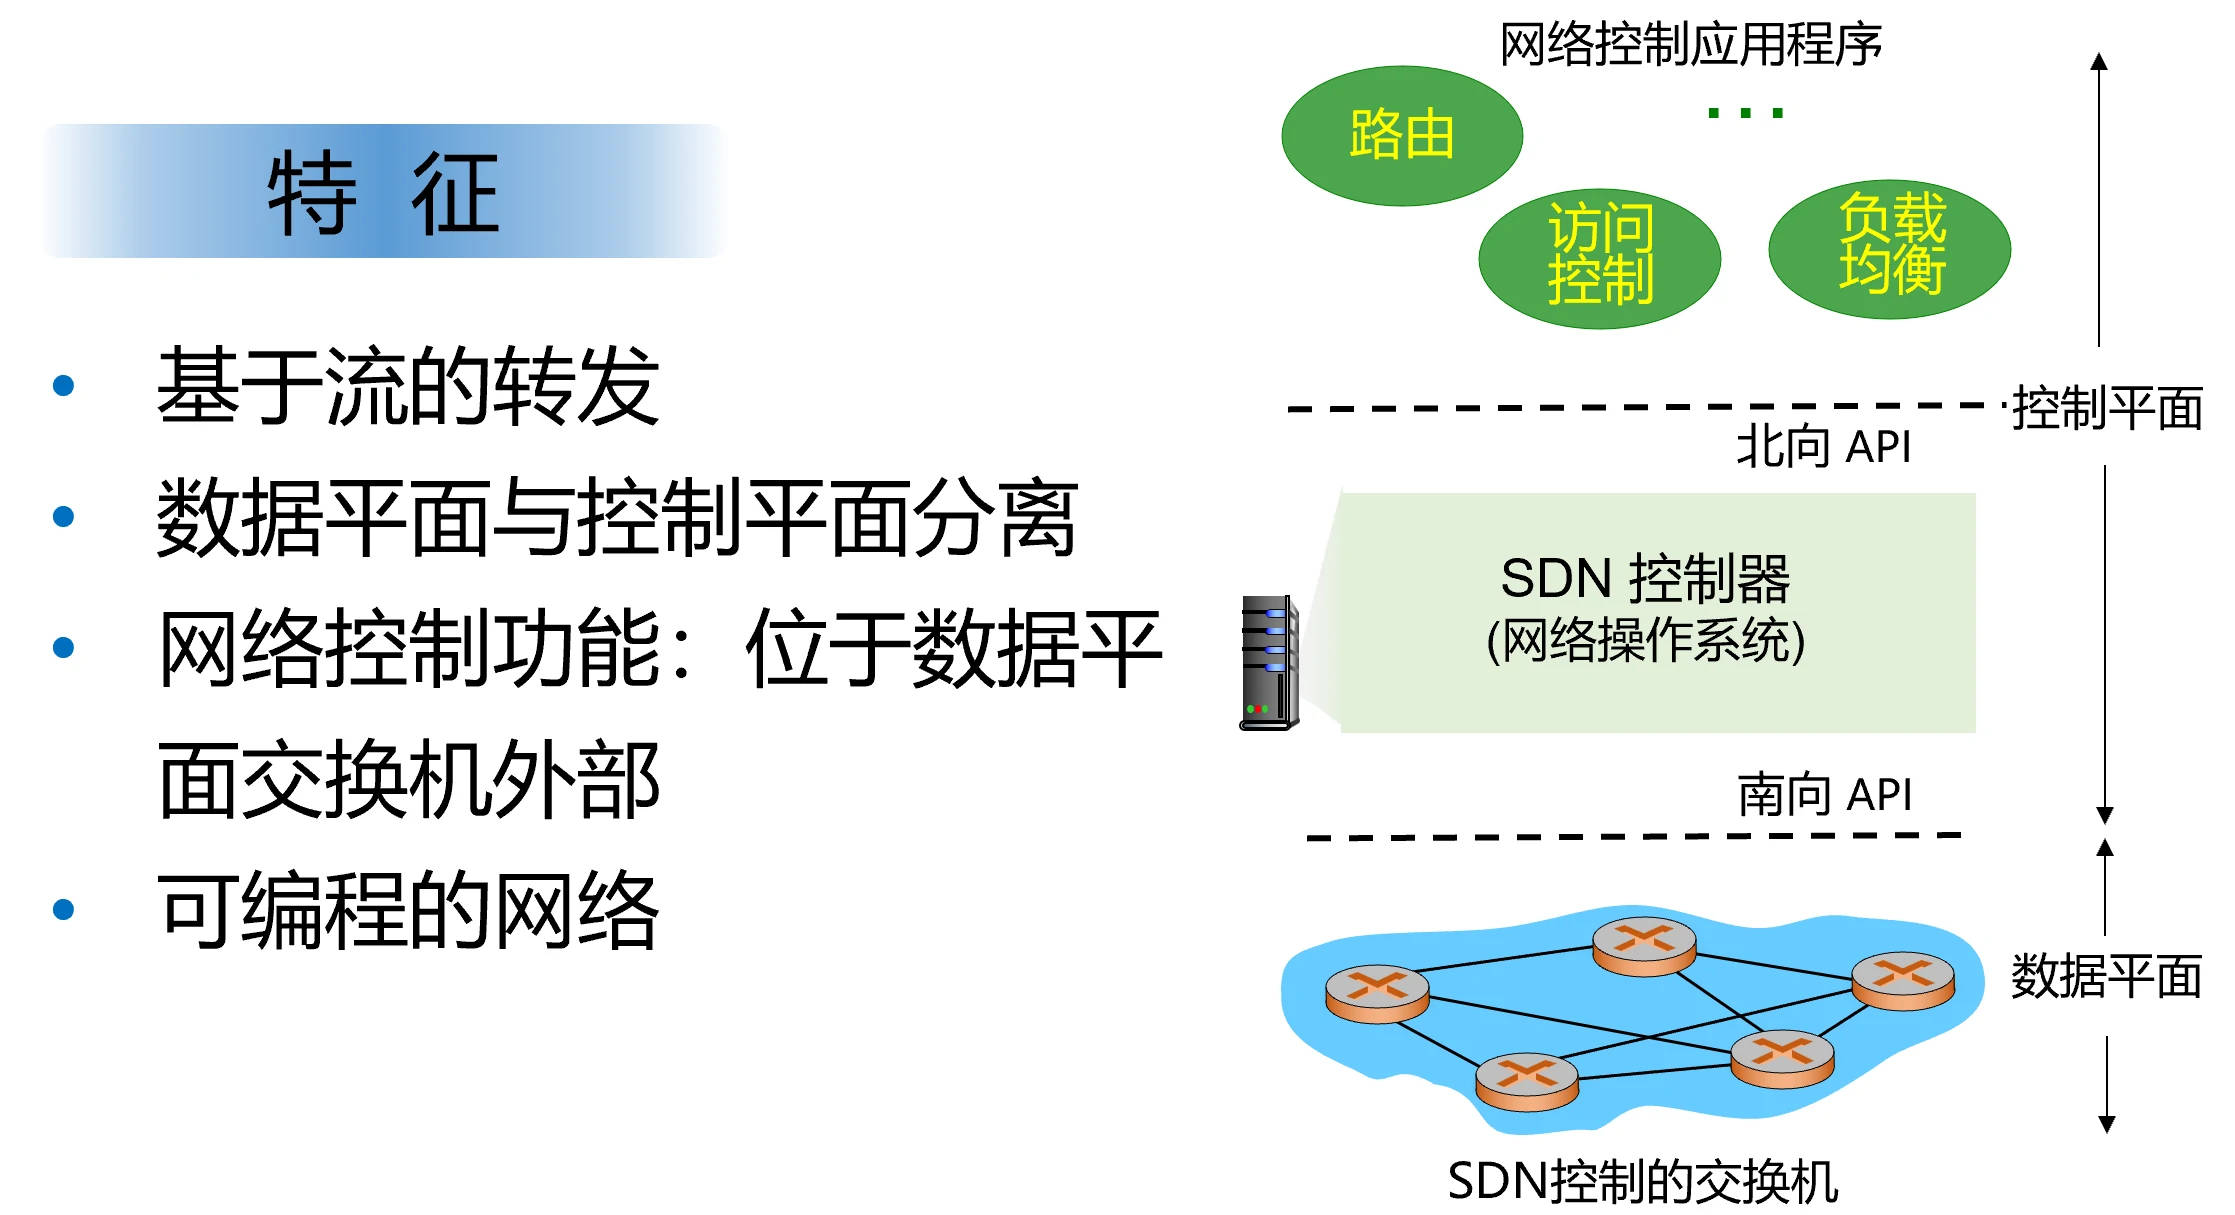 特 征
• 基于流的转发
• 数据平面与控制平面分离
• 网络控制功能：位于数据平
面交换机外部
• 可编程的网络
网络控制应用程序
路由
...
访问
控制
负载
均衡
控制平面
北向 API
SDN 控制器
(网络操作系统)
南向 API
数据平面
SDN控制的交换机